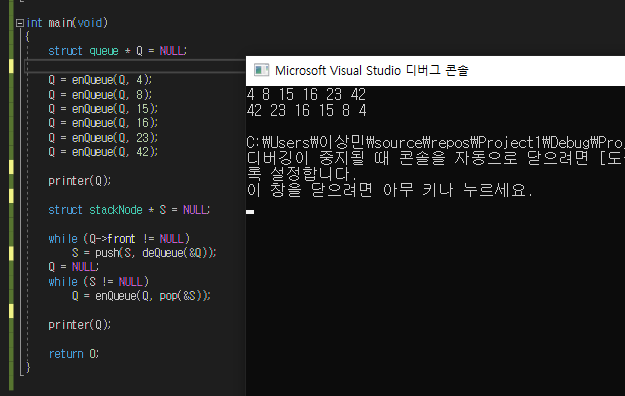 int main(void)
{
struct queue * Q = NULL;
Q = enQueue(Q, 4);
Q = enQueue(Q, 8);
Q = enQueue(Q, 15);
Q = enQueue(Q, 16);
Q = enQueue(Q, 23);
Q = enQueue(Q, 42);
printer(Q);
struct stackNode * S = NULL;
while (Q->front != NULL)
S = push(S, deQueue(&Q));
Q = NULL;
while (S != NULL)
Q = enQueue(Q, pop(&S));
printer(Q);
return 0;
}
Microsoft Visual Studio 디버그 콘솔
4 8 15 16 23 42
42 23 16 15 8 4
C:₩Users₩이상민₩source₩repos₩Project1₩Debug₩Pro
디버깅이 중지될 때 콘솔을 자동으로 닫으려면 [도
록 설정합니다.
이 창을 닫으려면 아무 키나 누르세요.